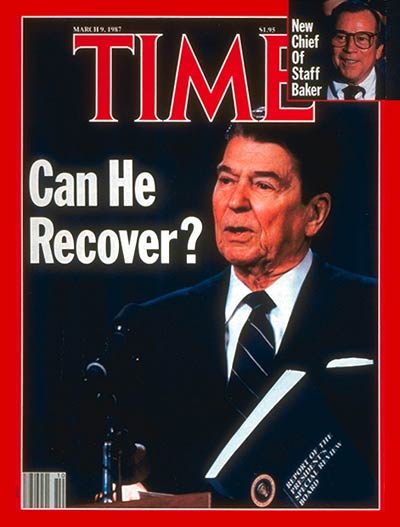 MARCH 9, 1987
$1.95
TIME
New
Chief
Of
Staff
Baker
Can He
Recover?
REPORT OF THE
PRESIDENT'S
SPECIAL REVIEW
BOARD
10